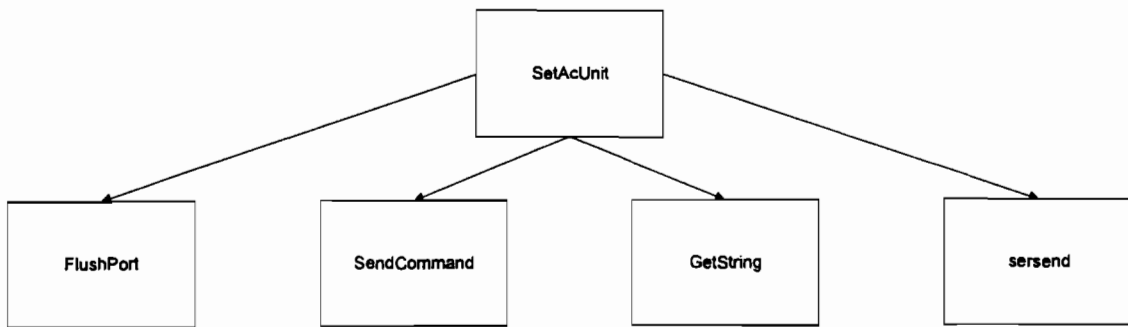 SetAcUnit
FlushPort
SendCommand
GetString
sersend